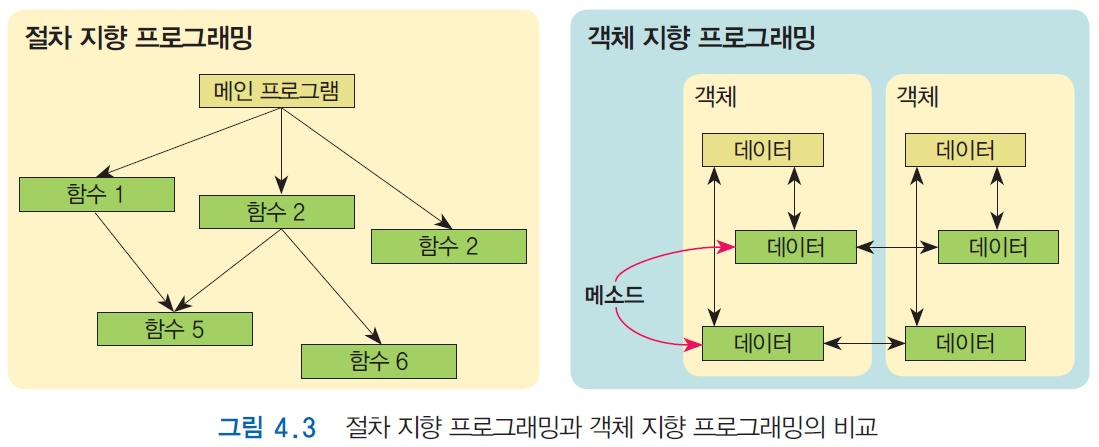 절차 지향 프로그래밍
메인 프로그램
함수 1
함수 2
함수 2
함수 5
함수 6
객체 지향 프로그래밍
객체
객체
데이터
데이터
데이터
데이터
메소드
데이터
데이터
그림 4.3 절차 지향 프로그래밍과 객체 지향 프로그래밍의 비교